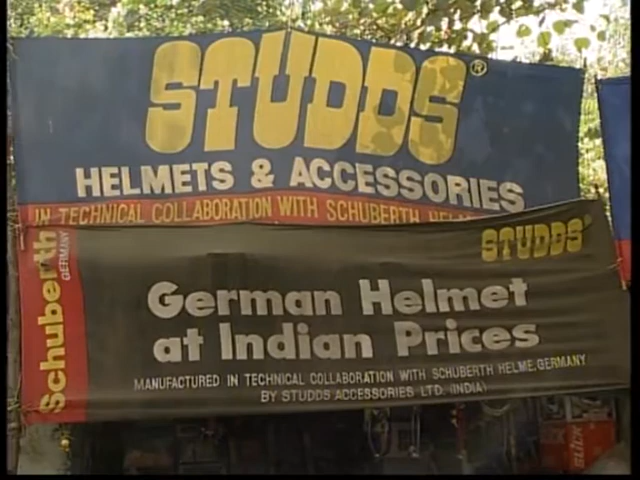 STUDDS®
HELMETS & ACCESSORIES
IN TECHNICAL COLLABORATION WITH SCHUBERTH HELM
Schuberth
GERMANY
STUDDS
German Helmet
at Indian Prices
MANUFACTURED IN TECHNICAL COLLABORATION WITH SCHUBERTH HELME, GERMANY
BY STUDDS ACCESSORIES LTD. (INDIA)